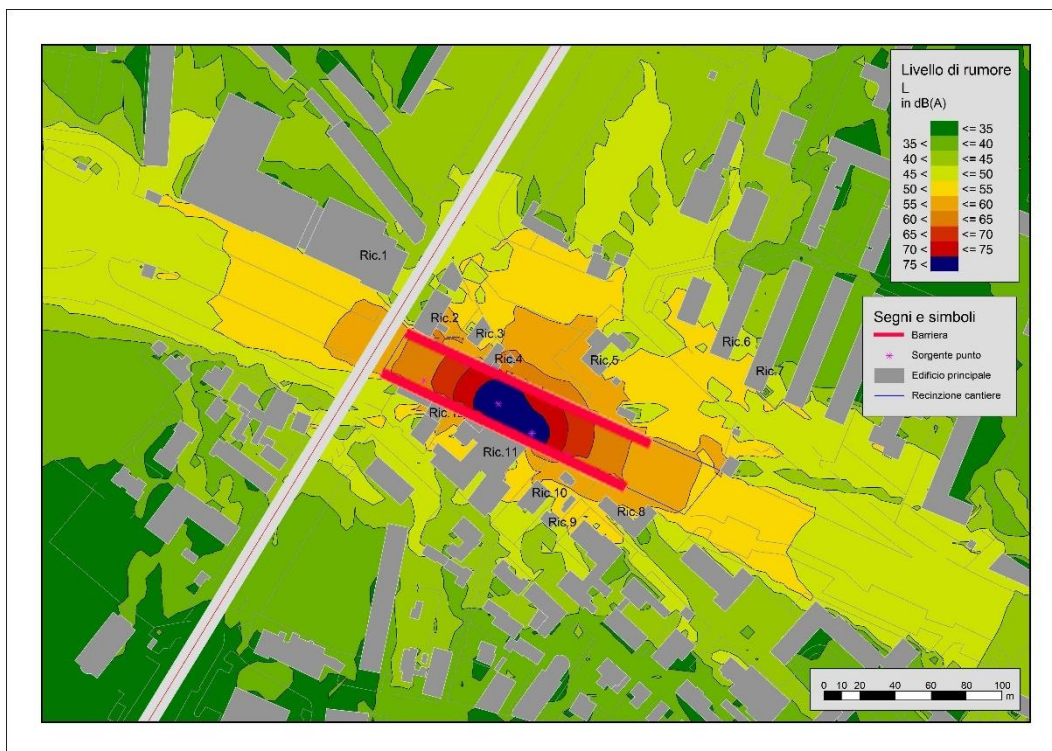 Livello di rumore
L
in dB(A)
<= 35
35 < <= 40
40 < <= 45
45 < <= 50
50 < <= 55
55 < <= 60
60 < <= 65
65 < <= 70
70 < <= 75
75 <
Segni e simboli
Barriera
Sorgente punto
Edificio principale
Recinzione cantiere
Ric.1
Ric.2
Ric.3
Ric.4
Ric.5
Ric.6
Ric.7
Ric.11
Ric.10
Ric.9
Ric.8
0 10 20 40 60 80 100
m